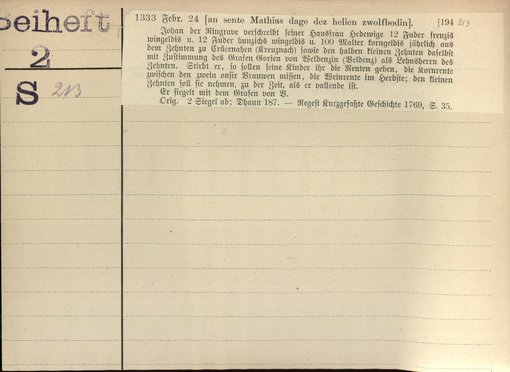 Beiheft
2
S 213
1333 Febr. 24 [an sente Mathias dage dez helien zwolfbodin]. [194 213
Johan der Ringrave verschreibt seiner Hausfrau Hedewige 12 Fuder frenzis
wingeldis u. 12 Fuder hunzichs wingeldis u. 100 Malter korngeldis jährlich aus
dem Zehnten zu Crücenahen (Kreuznach) sowie den halben kleinen Zehnten daselbst
mit Zustimmung des Grafen Gorien von Veldenzin (Veldenz) als Lehnsherrn des
Zehnten. Stirbt er, so sollen seine Kinder ihr die Renten geben, die Kornrente
zwischen den zwein onsir Vrauwen missen, die Weinrente im Herbste; den kleinen
Zehnten soll sie nehmen, zu der Zeit, als er vallende ist.
Er siegelt mit dem Grafen von V.
Orig. 2 Siegel ab; Dhaun 187. — Regest Kurzgefaßte Geschichte 1769, S. 35.